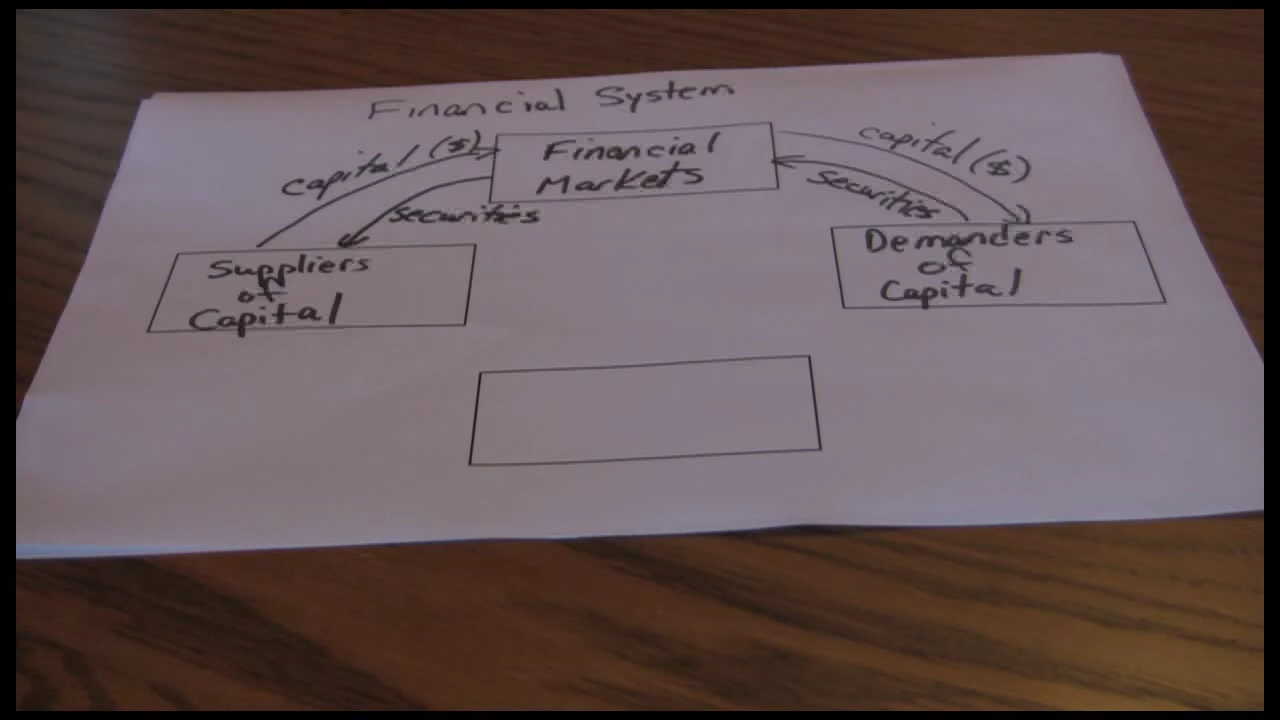 Financial System
capital ($)
Financial
Markets
capital ($)
securities
securities
Suppliers
of
Capital
Demanders
of
Capital